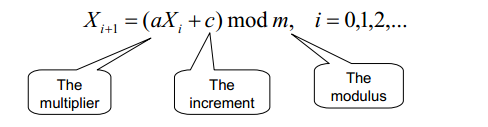 X_{i+1} = (aX_i + c) mod m, i = 0,1,2,...
The
multiplier
The
increment
The
modulus